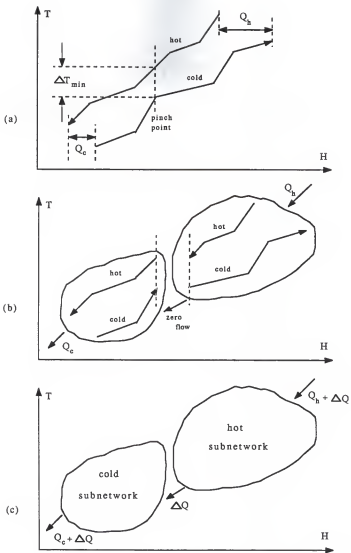 T
Q_h
hot
ΔT_min
cold
pinch
point
(a)
Q_c
H
T
Q_h
hot
hot
cold
(b)
cold
zero
flow
Q_c
H
T
Q_h + ΔQ
hot
subnetwork
cold
subnetwork
(c)
ΔQ
Q_c + ΔQ
H